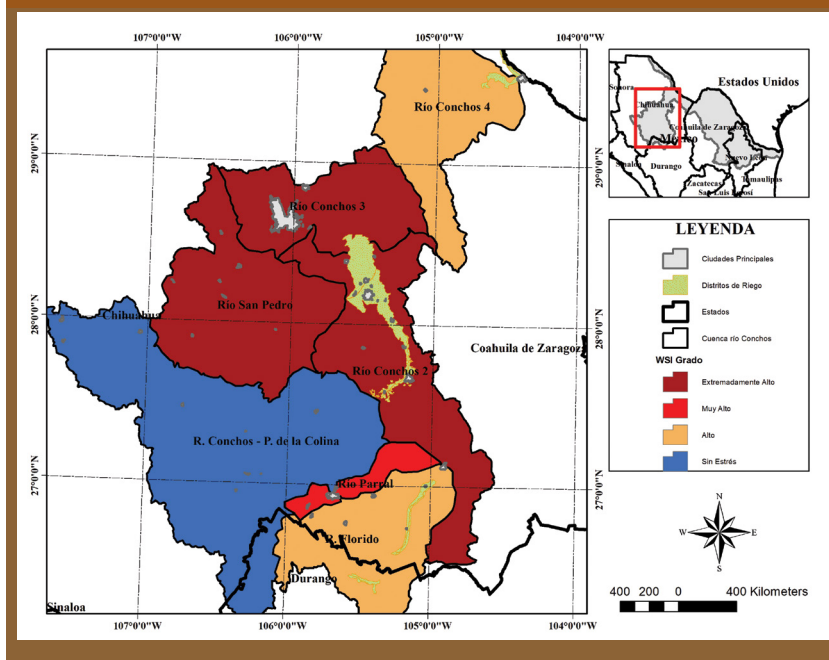 107°0'0"W 106°0'0"W 105°0'0"W 104°0'0"W
Río Conchos 4
29°0'0"N
29°0'0"N
Río Conchos 3
Río San Pedro
28°0'0"N
28°0'0"N
Chihuahua
Coahuila de Zaragoza
Río Conchos 2
R. Conchos - P. de la Colina
27°0'0"N
27°0'0"N
Río Parral
R. Florido
Durango
Sinaloa
107°0'0"W 106°0'0"W 105°0'0"W 104°0'0"W
Estados Unidos
Sonora
Chihuahua
Coahuila de Zaragoza
México
Nuevo León
Sinaloa
Durango
Tamaulipas
Zacatecas
San Luis Potosí
LEYENDA
Ciudades Principales
Distritos de Riego
Estados
Cuenca río Conchos
WSI Grado
Extremadamente Alto
Muy Alto
Alto
Sin Estrés
N
W E
S
400 200 0 400 Kilometers